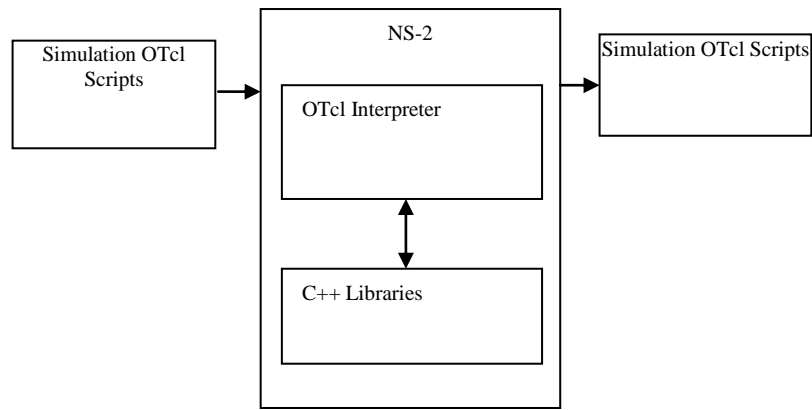 Simulation OTcl
Scripts
NS-2
OTcl Interpreter
C++ Libraries
Simulation OTcl Scripts